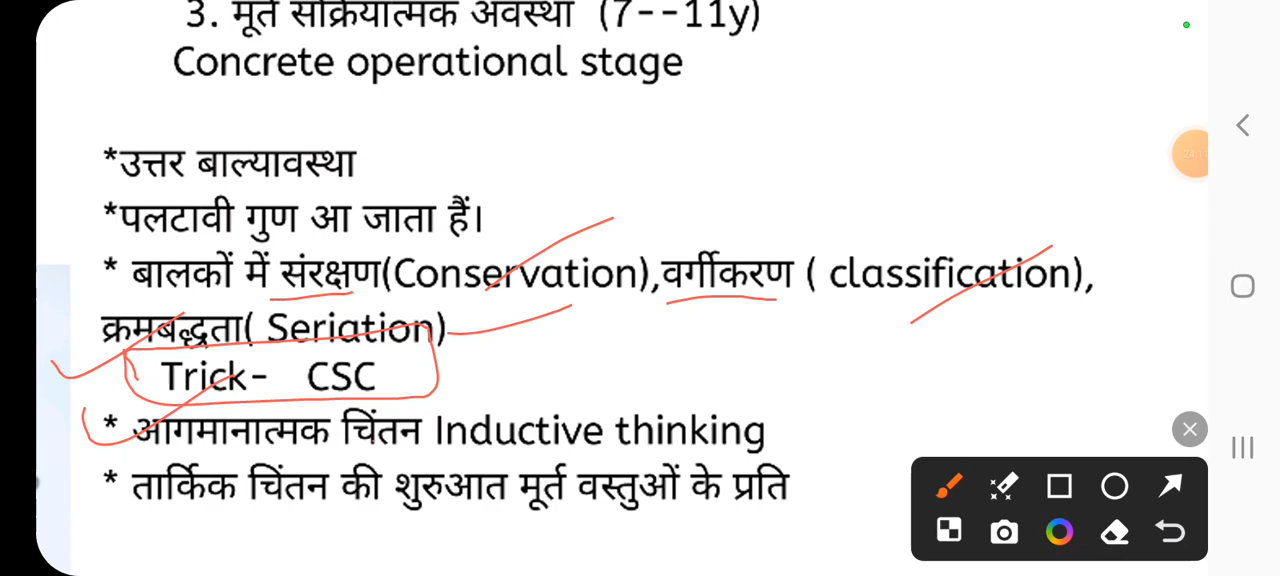 3. मूर्त सक्रियात्मक अवस्था (7--11y)
Concrete operational stage
*उत्तर बाल्यावस्था
*पलटावी गुण आ जाता हैं।
* बालकों में संरक्षण(Conservation),वर्गीकरण ( classification),
क्रमबद्धता( Seriation)
Trick- CSC
* आगमानात्मक चिंतन Inductive thinking
* तार्किक चिंतन की शुरुआत मूर्त वस्तुओं के प्रति